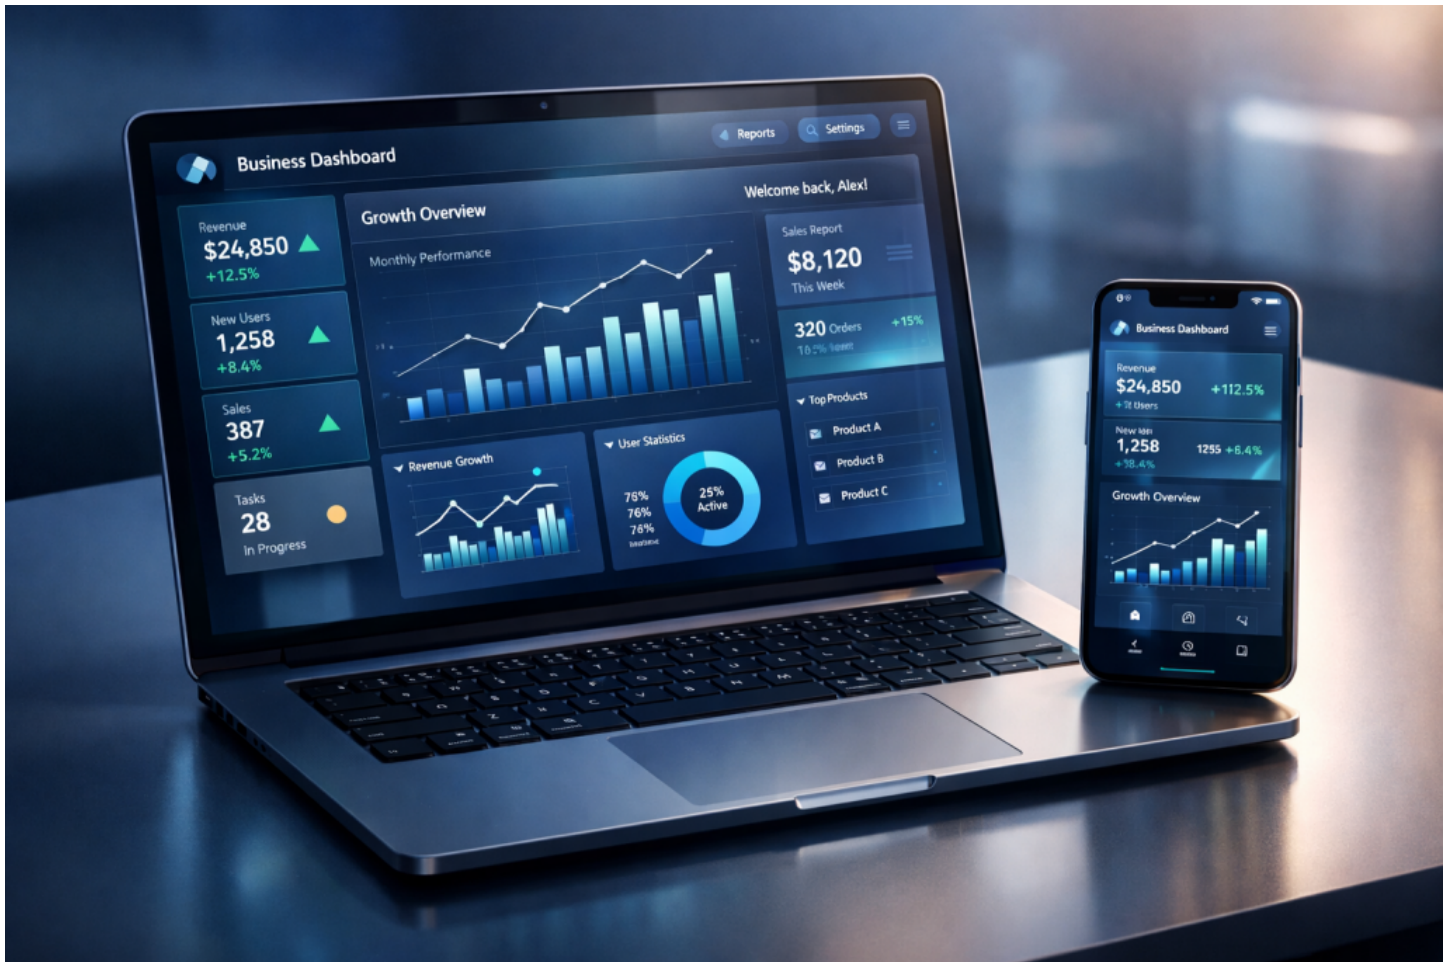 Business Dashboard
Reports
Settings
Welcome back, Alex!
Revenue
$24,850
+12.5%
New Users
1,258
+8.4%
Sales
387
+5.2%
Tasks
28
In Progress
Growth Overview
Monthly Performance
Revenue Growth
User Statistics
76%
76%
76%
25%
Active
Sales Report
$8,120
This Week
320 Orders
+15%
Top Products
Product A
Product B
Product C
Business Dashboard
Revenue
$24,850
+112.5%
Users
New
1,258
1255 +6.4%
Growth Overview